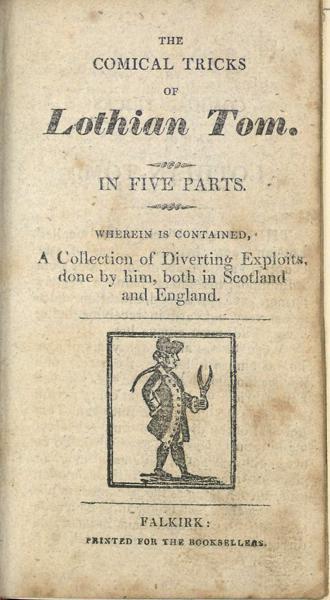 THE
COMICAL TRICKS
OF
Lothian Tom.
IN FIVE PARTS.
WHEREIN IS CONTAINED,
A Collection of Diverting Exploits,
done by him, both in Scotland
and England.
FALKIRK:
PRINTED FOR THE BOOKSELLERS.